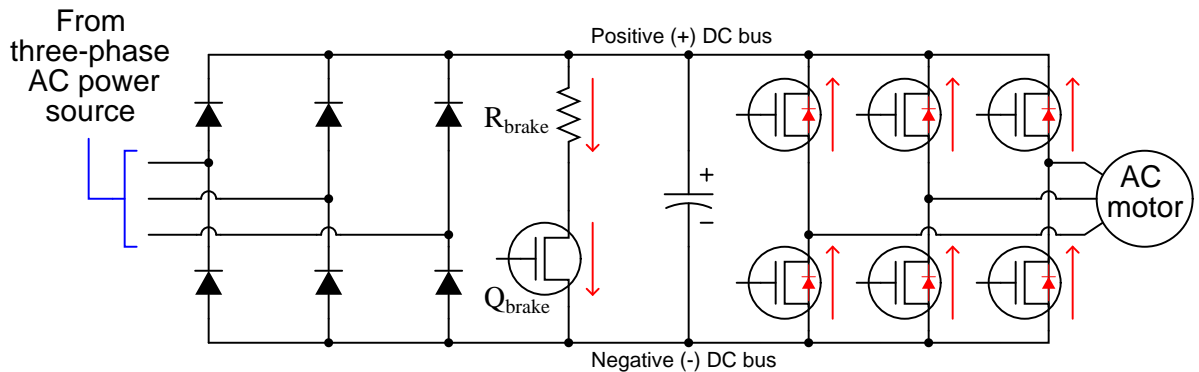 From
three-phase
AC power
source
Positive (+) DC bus
Rbrake
Qbrake
+
−
AC
motor
Negative (-) DC bus